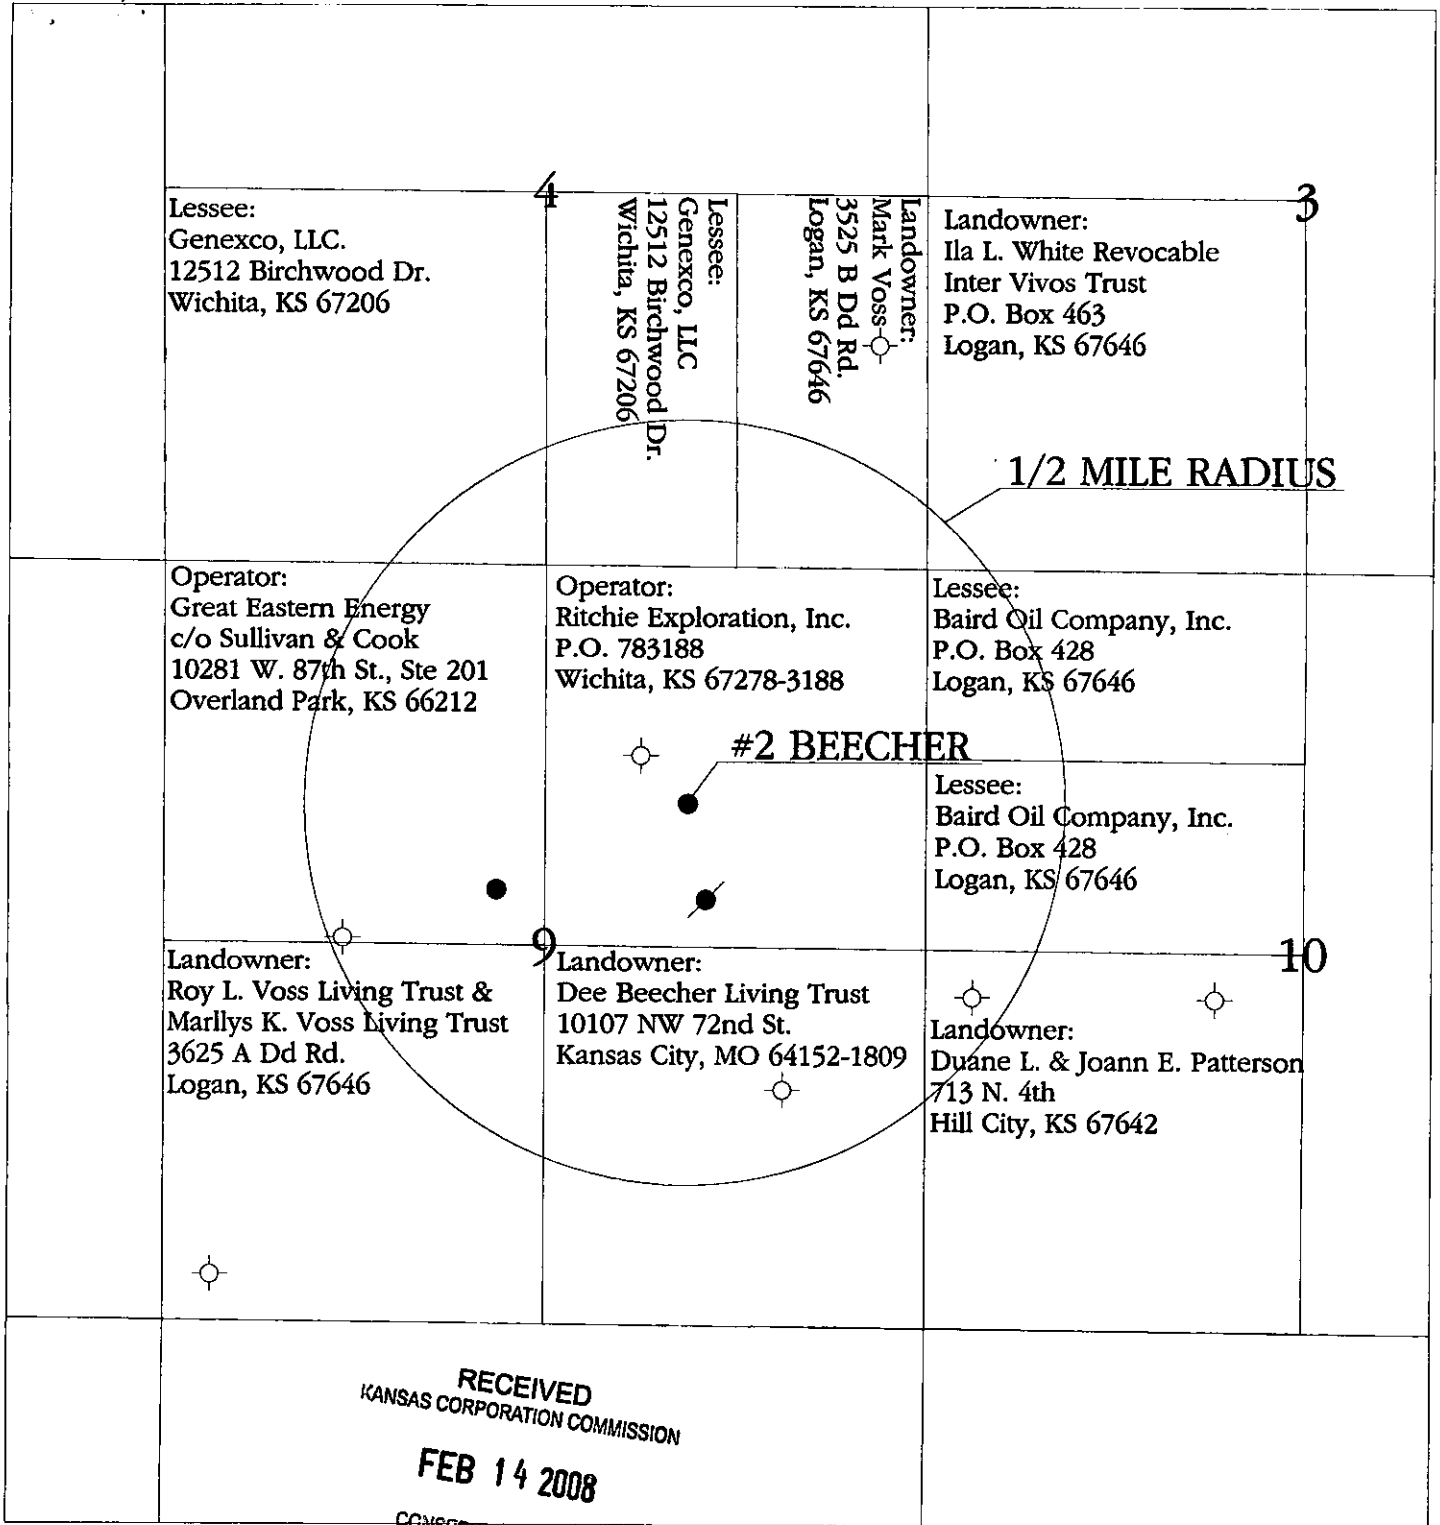 4
3
Lessee:
Genexco, LLC.
12512 Birchwood Dr.
Wichita, KS 67206
Lessee:
Genexco, LLC
12512 Birchwood Dr.
Wichita, KS 67206
Landowner:
Mark Voss
3525 B Dd Rd.
Logan, KS 67646
Landowner:
Ila L. White Revocable
Inter Vivos Trust
P.O. Box 463
Logan, KS 67646
1/2 MILE RADIUS
Operator:
Great Eastern Energy
c/o Sullivan & Cook
10281 W. 87th St., Ste 201
Overland Park, KS 66212
Operator:
Ritchie Exploration, Inc.
P.O. 783188
Wichita, KS 67278-3188
Lessee:
Baird Oil Company, Inc.
P.O. Box 428
Logan, KS 67646
#2 BEECHER
Lessee:
Baird Oil Company, Inc.
P.O. Box 428
Logan, KS 67646
9
10
Landowner:
Roy L. Voss Living Trust &
Marllys K. Voss Living Trust
3625 A Dd Rd.
Logan, KS 67646
Landowner:
Dee Beecher Living Trust
10107 NW 72nd St.
Kansas City, MO 64152-1809
Landowner:
Duane L. & Joann E. Patterson
713 N. 4th
Hill City, KS 67642
RECEIVED
KANSAS CORPORATION COMMISSION
FEB 14 2008